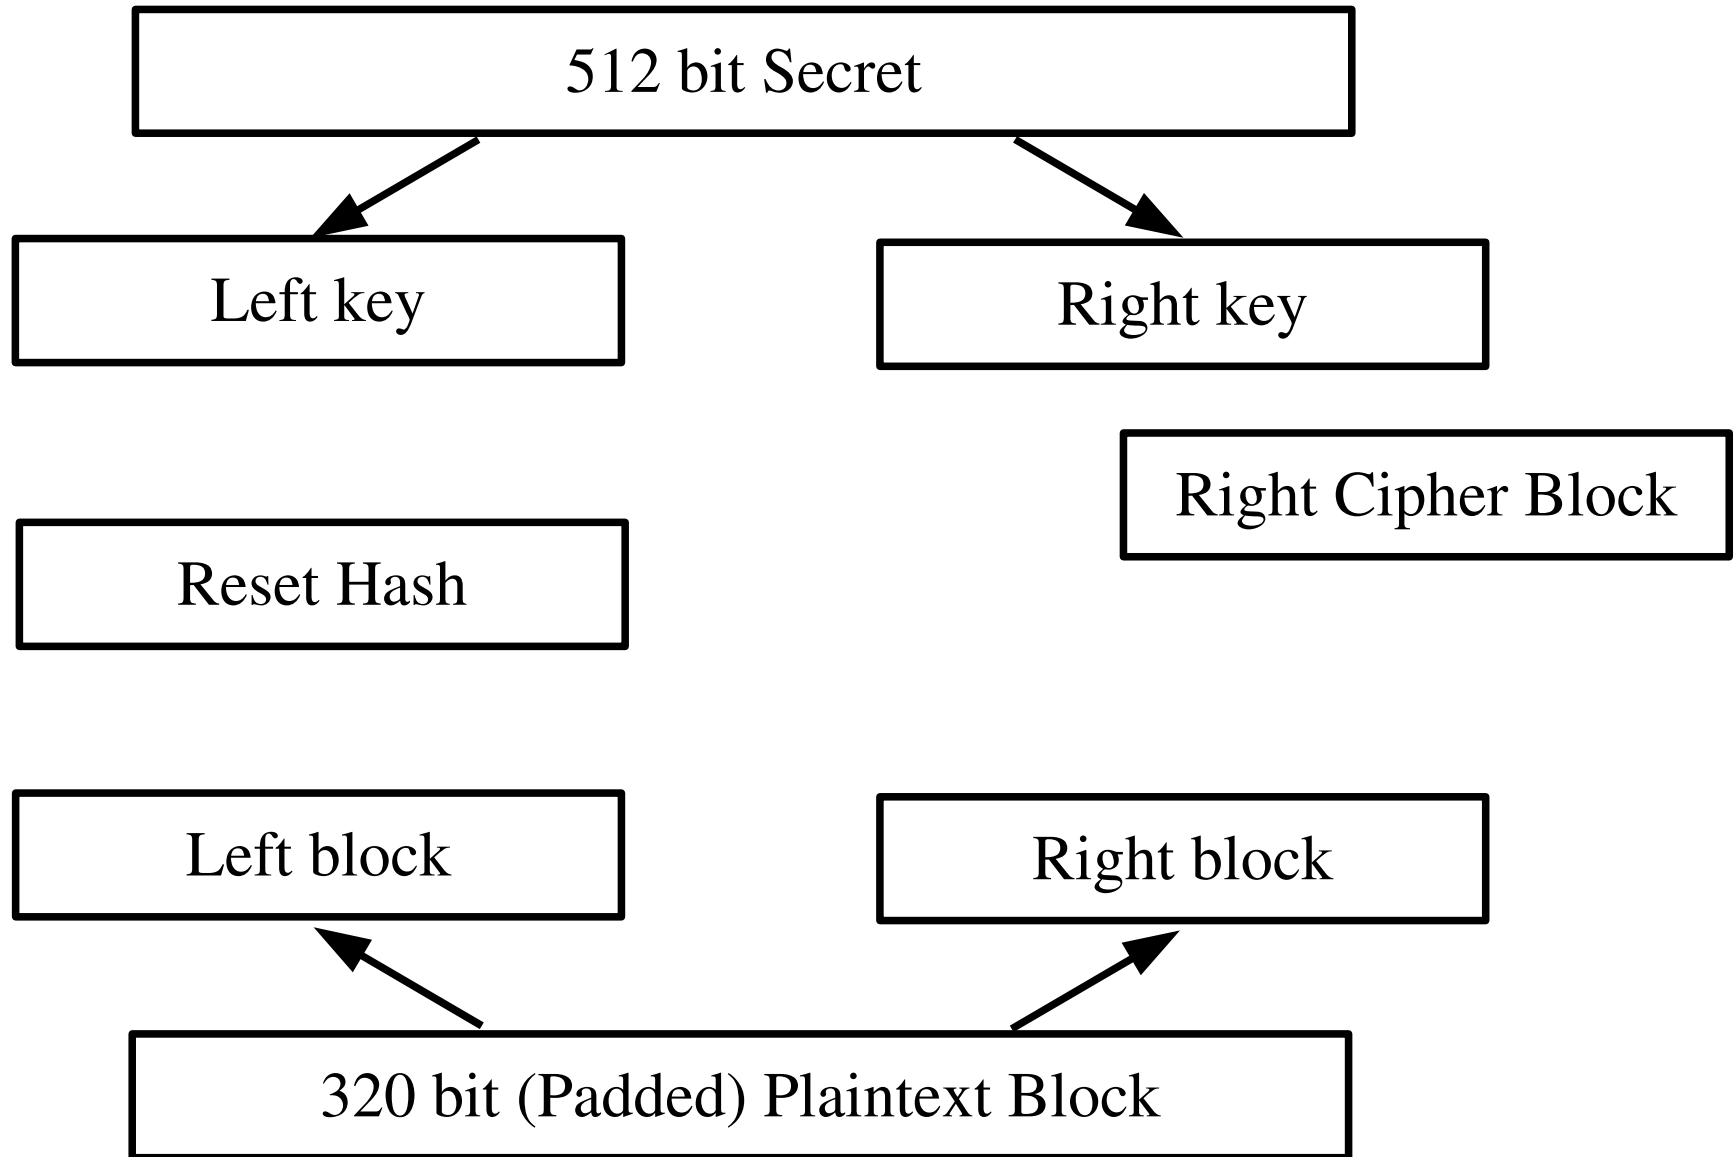 512 bit Secret
Left key
Right key
Right Cipher Block
Reset Hash
Left block
Right block
320 bit (Padded) Plaintext Block